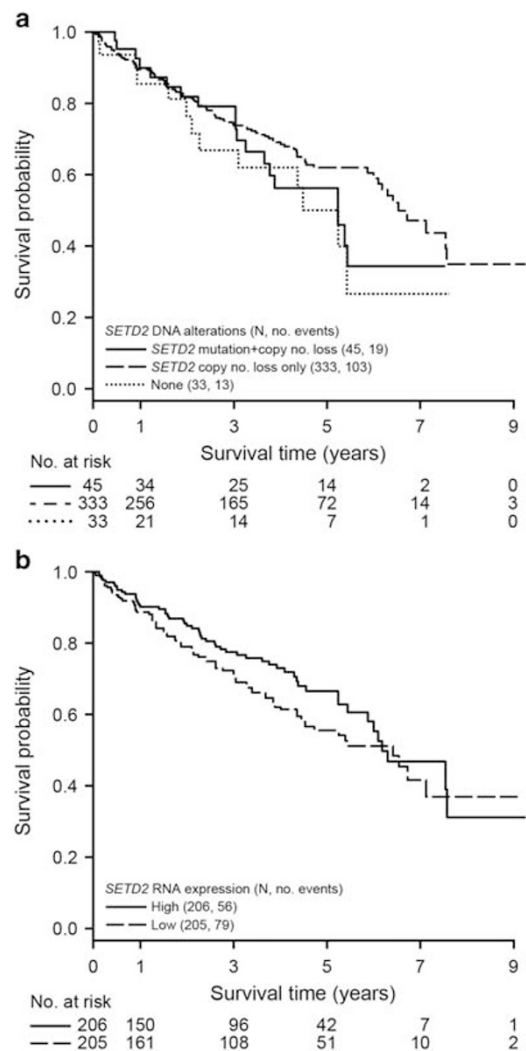 a
1.0
0.8
0.6
0.4
0.2
0.0
Survival probability
SETD2 DNA alterations (N, no. events)
SETD2 mutation+copy no. loss (45, 19)
SETD2 copy no. loss only (333, 103)
None (33, 13)
0 1 3 5 7 9
Survival time (years)
No. at risk
45 34 25 14 2 0
333 256 165 72 14 3
33 21 14 7 1 0
b
1.0
0.8
0.6
0.4
0.2
0.0
Survival probability
SETD2 RNA expression (N, no. events)
High (206, 56)
Low (205, 79)
0 1 3 5 7 9
Survival time (years)
No. at risk
206 150 96 42 7 1
205 161 108 51 10 2